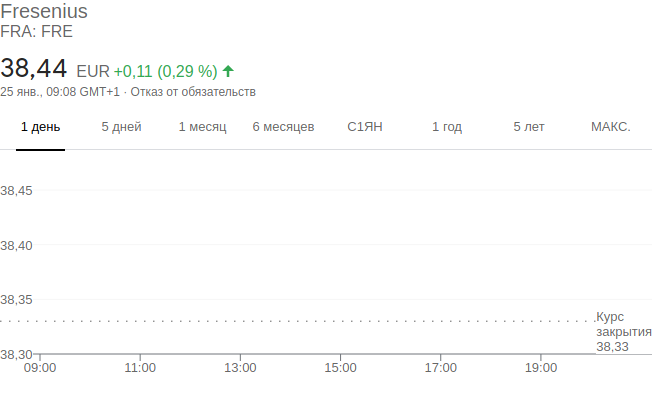 Fresenius
FRA: FRE
38,44 EUR +0,11 (0,29 %)
25 янв., 09:08 GMT+1 · Отказ от обязательств
1 день 5 дней 1 месяц 6 месяцев С1ЯН 1 год 5 лет МАКС.
38,45
38,40
38,35
Курс
закрытия
38,33
38,30
09:00 11:00 13:00 15:00 17:00 19:00